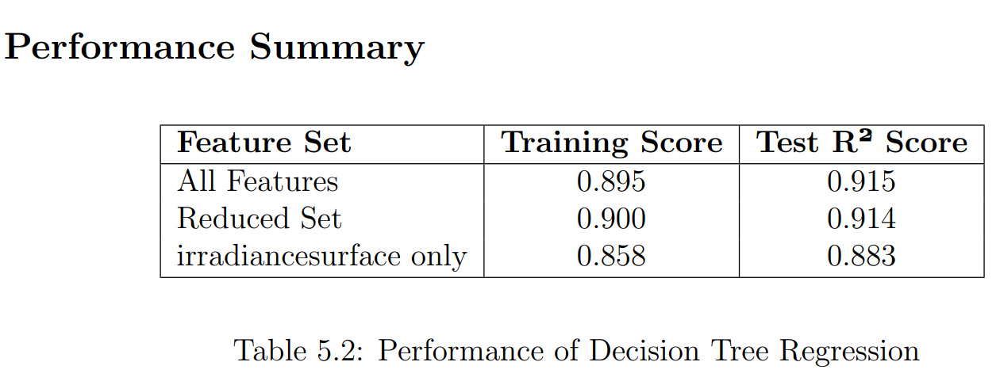 Performance Summary
Feature Set Training Score Test R² Score
All Features 0.895 0.915
Reduced Set 0.900 0.914
irradiancesurface only 0.858 0.883
Table 5.2: Performance of Decision Tree Regression